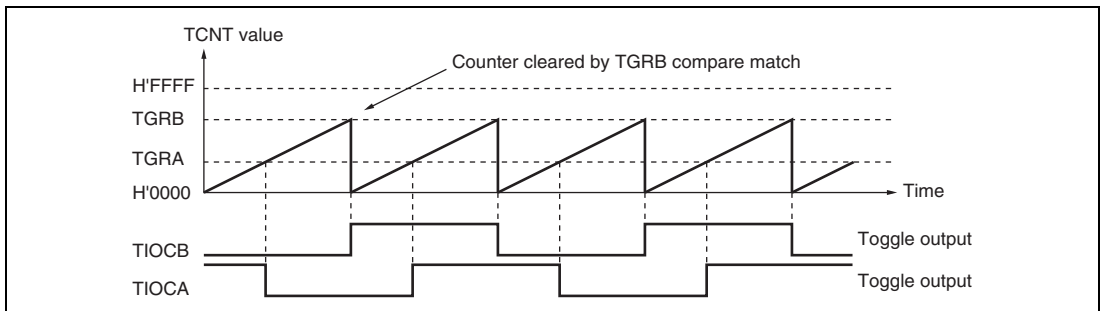 TCNT value
Counter cleared by TGRB compare match
H'FFFF
TGRB
TGRA
H'0000
Time
TIOCB
Toggle output
TIOCA
Toggle output